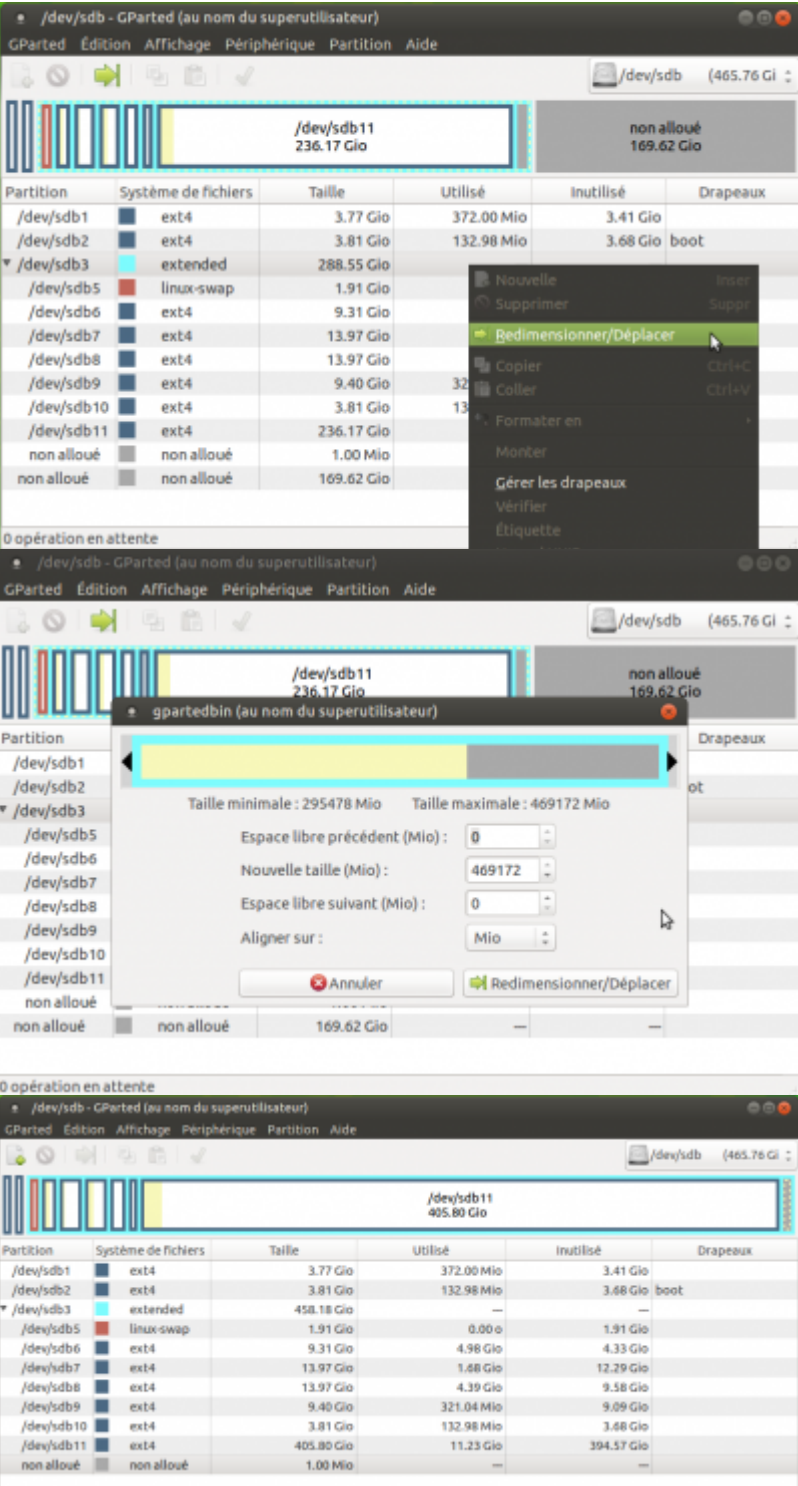 /dev/sdb - GParted (au nom du superutilisateur)
GParted Édition Affichage Périphérique Partition Aide
/dev/sdb (465.76 Gi
/dev/sdb11 non alloué
236.17 Gio 169.62 Gio
Partition Système de fichiers Taille Utilisé Inutilisé Drapeaux
/dev/sdb1 ext4 3.77 Gio 372.00 Mio 3.41 Gio
/dev/sdb2 ext4 3.81 Gio 132.98 Mio 3.68 Gio boot
/dev/sdb3 extended 288.55 Gio
Nouvelle Inser
/dev/sdb5 linux-swap 1.91 Gio
Supprimer Suppr
/dev/sdb6 ext4 9.31 Gio
/dev/sdb7 ext4 13.97 Gio
Redimensionner/Déplacer
/dev/sdb8 ext4 13.97 Gio
Copier Ctrl+C
/dev/sdb9 ext4 9.40 Gio 32
Coller Ctrl+V
/dev/sdb10 ext4 3.81 Gio 13
Formater en
/dev/sdb11 ext4 236.17 Gio
non alloué non alloué 1.00 Mio
Monter
non alloué non alloué 169.62 Gio
Gérer les drapeaux
Vérifier
Étiquette
0 opération en attente
/dev/sdb - GParted (au nom du superutilisateur)
GParted Édition Affichage Périphérique Partition Aide
/dev/sdb (465.76 Gi
/dev/sdb11 non alloué
236.17 Gio 169.62 Gio
gpartedbin (au nom du superutilisateur)
Partition Drapeaux
/dev/sdb1
/dev/sdb2 ot
/dev/sdb3
/dev/sdb5
/dev/sdb6
/dev/sdb7
/dev/sdb8
/dev/sdb9
/dev/sdb10
/dev/sdb11
Taille minimale : 295478 Mio Taille maximale : 469172 Mio
Espace libre précédent (Mio) : 0
Nouvelle taille (Mio) : 469172
Espace libre suivant (Mio) : 0
Aligner sur : Mio
Annuler Redimensionner/Déplacer
non alloué
non alloué non alloué 169.62 Gio — —
0 opération en attente
/dev/sdb - GParted (au nom du superutilisateur)
GParted Édition Affichage Périphérique Partition Aide
/dev/sdb (465.76 Gi
/dev/sdb11
405.80 Gio
Partition Système de fichiers Taille Utilisé Inutilisé Drapeaux
/dev/sdb1 ext4 3.77 Gio 372.00 Mio 3.41 Gio
/dev/sdb2 ext4 3.81 Gio 132.98 Mio 3.68 Gio boot
/dev/sdb3 extended 458.18 Gio — —
/dev/sdb5 linux-swap 1.91 Gio 0.00 o 1.91 Gio
/dev/sdb6 ext4 9.31 Gio 4.98 Gio 4.33 Gio
/dev/sdb7 ext4 13.97 Gio 1.68 Gio 12.29 Gio
/dev/sdb8 ext4 13.97 Gio 4.39 Gio 9.58 Gio
/dev/sdb9 ext4 9.40 Gio 321.04 Mio 9.09 Gio
/dev/sdb10 ext4 3.81 Gio 132.98 Mio 3.68 Gio
/dev/sdb11 ext4 405.80 Gio 11.23 Gio 394.57 Gio
non alloué non alloué 1.00 Mio — —